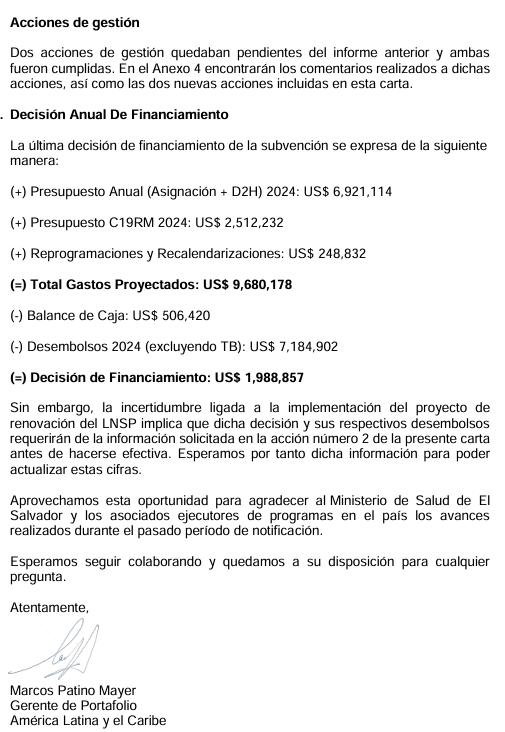 Acciones de gestión
Dos acciones de gestión quedaban pendientes del informe anterior y ambas
fueron cumplidas. En el Anexo 4 encontrarán los comentarios realizados a dichas
acciones, así como las dos nuevas acciones incluidas en esta carta.
. Decisión Anual De Financiamiento
La última decisión de financiamiento de la subvención se expresa de la siguiente
manera:
(+) Presupuesto Anual (Asignación + D2H) 2024: US$ 6,921,114
(+) Presupuesto C19RM 2024: US$ 2,512,232
(+) Reprogramaciones y Recalendarizaciones: US$ 248,832
(=) Total Gastos Proyectados: US$ 9,680,178
(-) Balance de Caja: US$ 506,420
(-) Desembolsos 2024 (excluyendo TB): US$ 7,184,902
(=) Decisión de Financiamiento: US$ 1,988,857
Sin embargo, la incertidumbre ligada a la implementación del proyecto de
renovación del LNSP implica que dicha decisión y sus respectivos desembolsos
requerirán de la información solicitada en la acción número 2 de la presente carta
antes de hacerse efectiva. Esperamos por tanto dicha información para poder
actualizar estas cifras.
Aprovechamos esta oportunidad para agradecer al Ministerio de Salud de El
Salvador y los asociados ejecutores de programas en el país los avances
realizados durante el pasado período de notificación.
Esperamos seguir colaborando y quedamos a su disposición para cualquier
pregunta.
Atentamente,
Marcos Patino Mayer
Gerente de Portafolio
América Latina y el Caribe